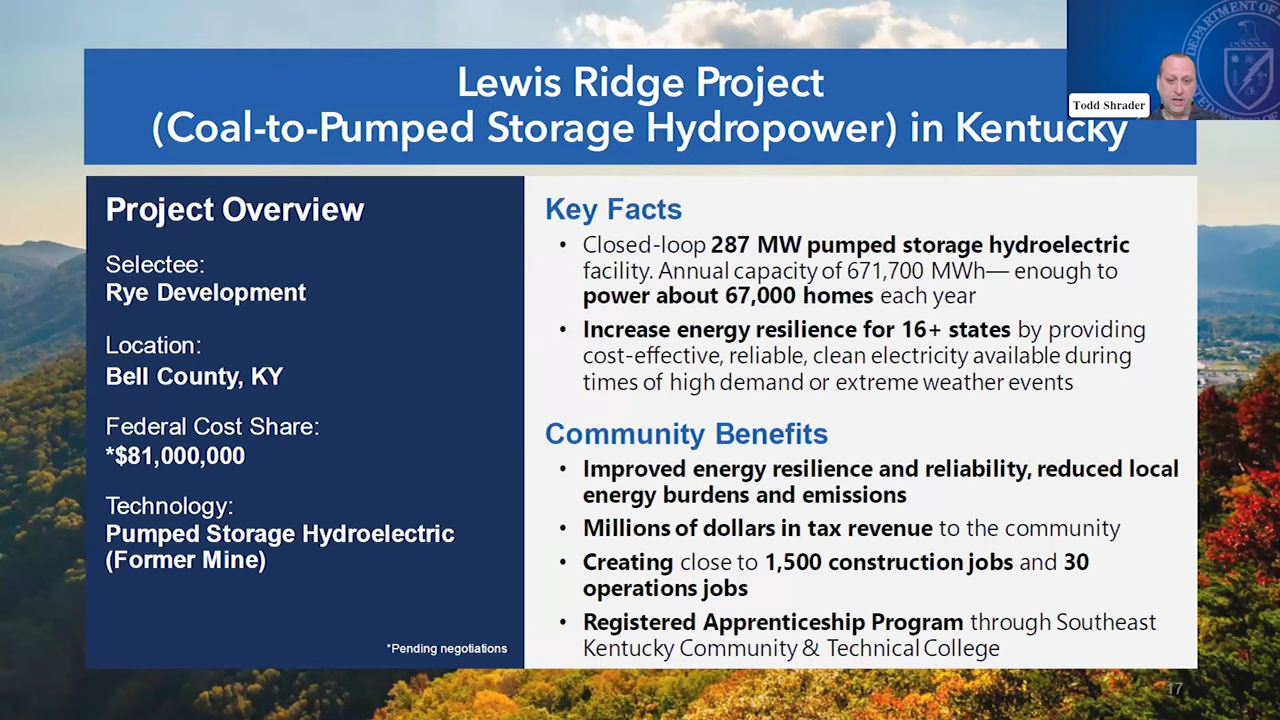 Lewis Ridge Project
(Coal-to-Pumped Storage Hydropower) in Kentucky
DEPARTMENT OF
Todd Shrader
Project Overview
Selectee:
Rye Development
Location:
Bell County, KY
Federal Cost Share:
*$81,000,000
Technology:
Pumped Storage Hydroelectric
(Former Mine)
*Pending negotiations
Key Facts
• Closed-loop 287 MW pumped storage hydroelectric
facility. Annual capacity of 671,700 MWh— enough to
power about 67,000 homes each year
• Increase energy resilience for 16+ states by providing
cost-effective, reliable, clean electricity available during
times of high demand or extreme weather events
Community Benefits
• Improved energy resilience and reliability, reduced local
energy burdens and emissions
• Millions of dollars in tax revenue to the community
• Creating close to 1,500 construction jobs and 30
operations jobs
• Registered Apprenticeship Program through Southeast
Kentucky Community & Technical College
17